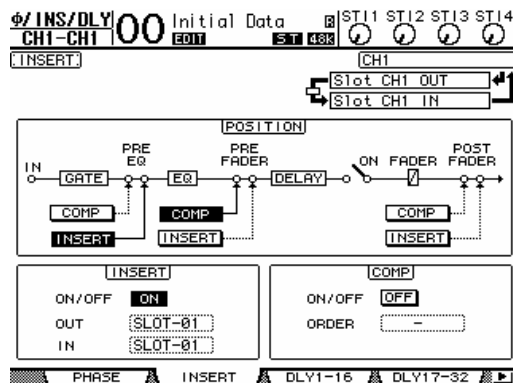 Φ/INS/DLY 00 Initial Data STI1 STI2 STI3 STI4
CH1-CH1 EDIT ST 48K
INSERT CH1
Slot CH1 OUT
Slot CH1 IN
POSITION
PRE EQ PRE FADER POST FADER
IN GATE EQ DELAY ON FADER
COMP COMP COMP
INSERT INSERT INSERT
INSERT COMP
ON/OFF ON ON/OFF OFF
OUT SLOT-01 ORDER -
IN SLOT-01
PHASE INSERT DLY1-16 DLY17-32